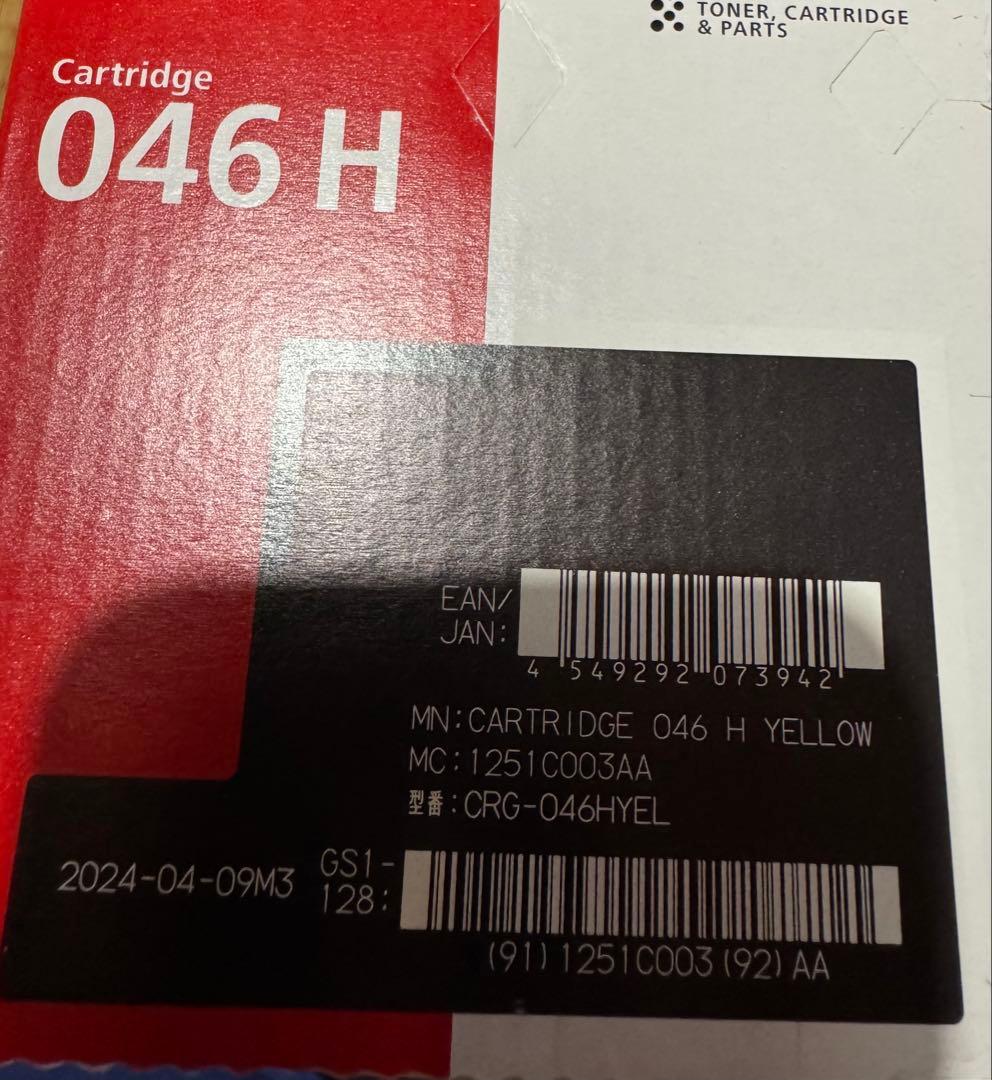 TONER, CARTRIDGE
& PARTS
Cartridge
046 H
EAN/
JAN:
4 549292 073942
MN:CARTRIDGE 046 H YELLOW
MC:1251C003AA
型番:CRG-046HYEL
2024-04-09M3
GS1-
128:
(91)1251C003(92)AA